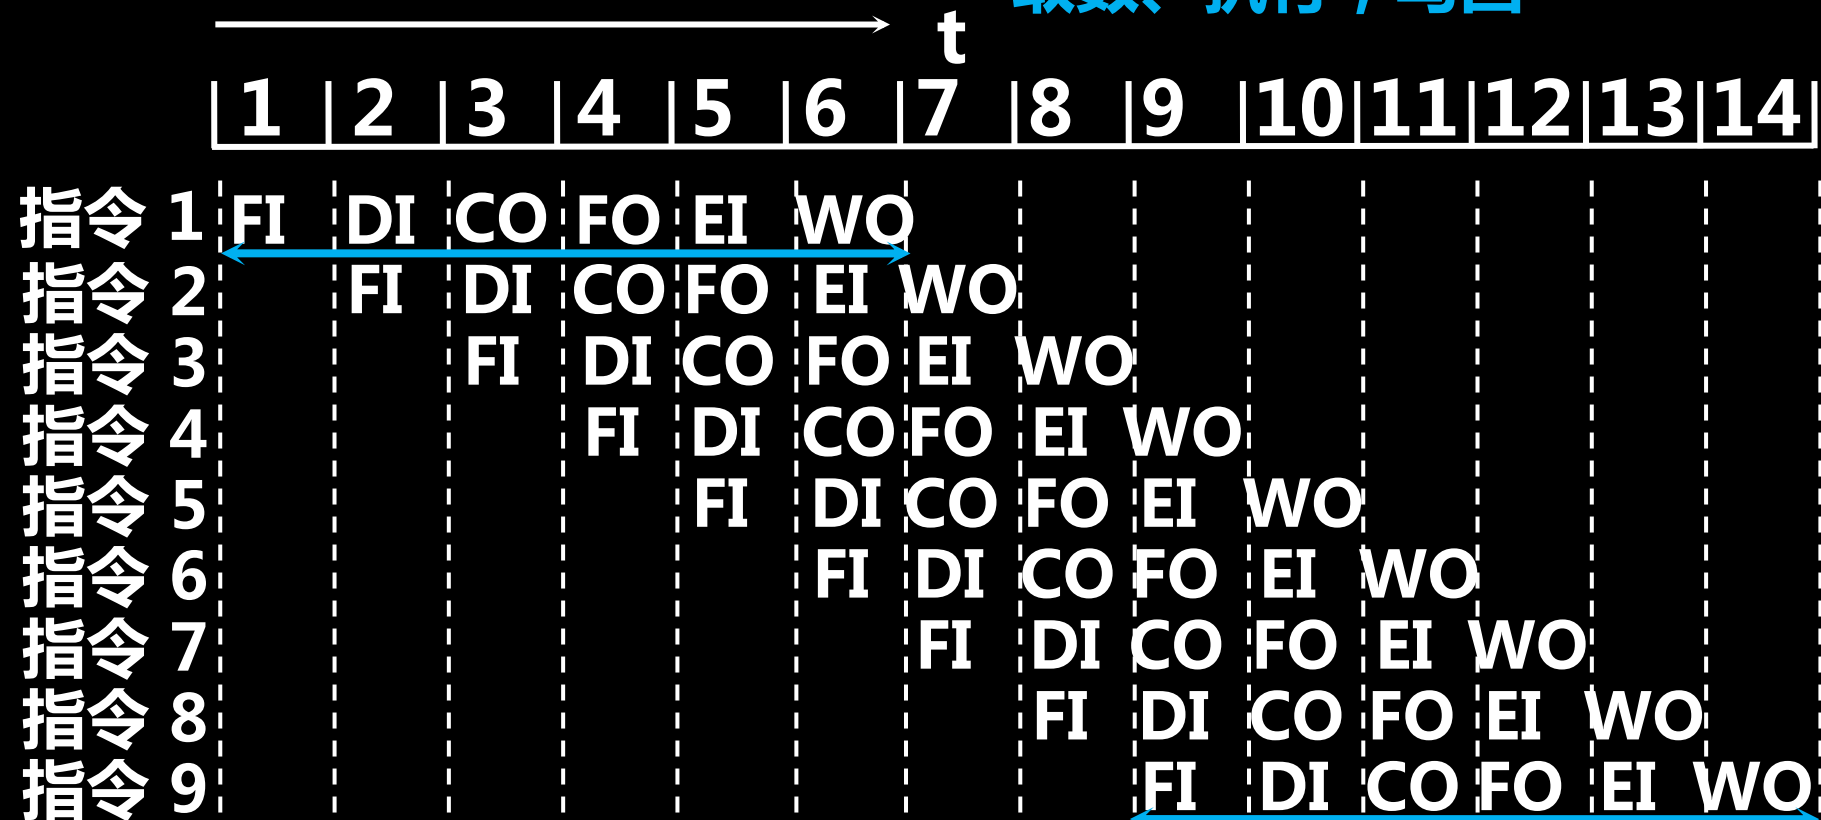 t
1 2 3 4 5 6 7 8 9 10 11 12 13 14
指令 1 FI DI CO FO EI WO
指令 2 FI DI CO FO EI WO
指令 3 FI DI CO FO EI WO
指令 4 FI DI CO FO EI WO
指令 5 FI DI CO FO EI WO
指令 6 FI DI CO FO EI WO
指令 7 FI DI CO FO EI WO
指令 8 FI DI CO FO EI WO
指令 9 FI DI CO FO EI WO